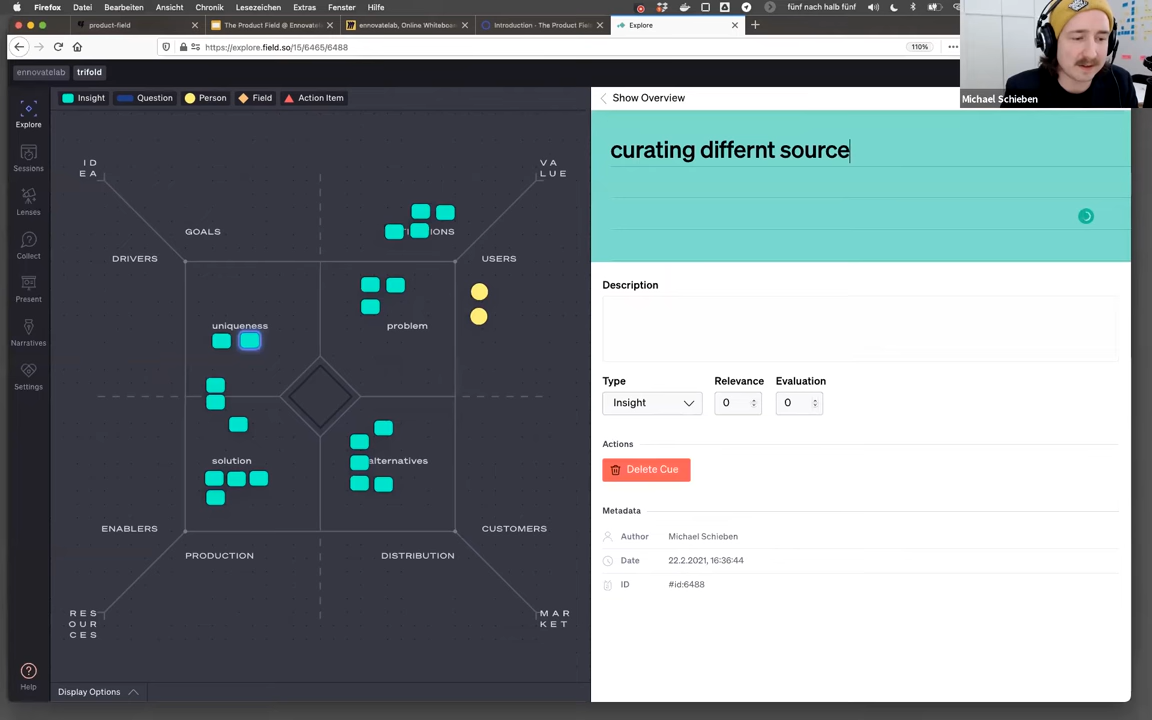 Firefox Datei Bearbeiten Ansicht Chronik Lesezeichen Extras Fenster Hilfe fünf nach halb fünf
product-field The Product Field @ Ennovatel ennovatelab, Online Whiteboard Introduction - The Product Field Explore
https://explore.field.so/15/6465/6488 110%
ennovatelab trifold
Michael Schieben
Insight Question Person Field Action Item
Show Overview
Explore
Sessions
Lenses
Collect
Present
Narratives
Settings
Help
curating differnt source
ID
EA
VA
LUE
GOALS
IONS
DRIVERS
USERS
uniqueness
problem
solution
alternatives
ENABLERS
CUSTOMERS
PRODUCTION
DISTRIBUTION
RES
OUR
CES
MAR
KET
Display Options
Description
Type Relevance Evaluation
Insight 0 0
Actions
Delete Cue
Metadata
Author Michael Schieben
Date 22.2.2021, 16:36:44
ID #id:6488